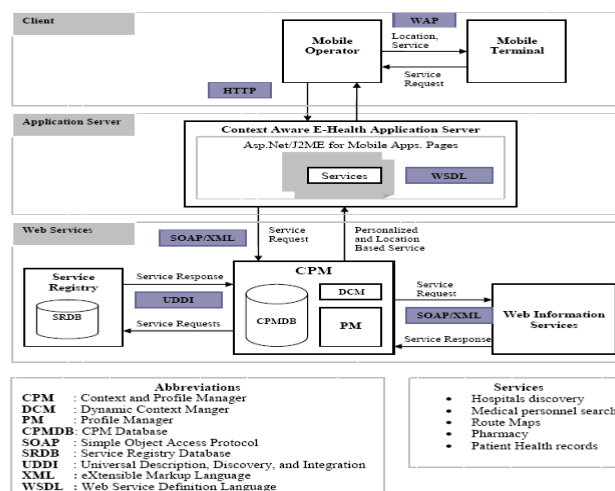 Client
WAP
Mobile
Operator
Location,
Service
Mobile
Terminal
Service
Request
HTTP
Application Server
Context Aware E-Health Application Server
Asp.Net/J2ME for Mobile Apps. Pages
Services
WSDL
Web Services
SOAP/XML
Service
Request
Personalized
and Location
Based Service
Service
Registry
SRDB
Service Response
UDDI
Service Requests
CPM
CPMDB
DCM
PM
Service
Request
SOAP/XML
Service Response
Web Information
Services
Abbreviations
CPM : Context and Profile Manager
DCM : Dynamic Context Manger
PM : Profile Manager
CPMDB: CPM Database
SOAP : Simple Object Access Protocol
SRDB : Service Registry Database
UDDI : Universal Description, Discovery, and Integration
XML : eXtensible Markup Language
WSDL : Web Service Definition Language
Services
• Hospitals discovery
• Medical personnel search
• Route Maps
• Pharmacy
• Patient Health records